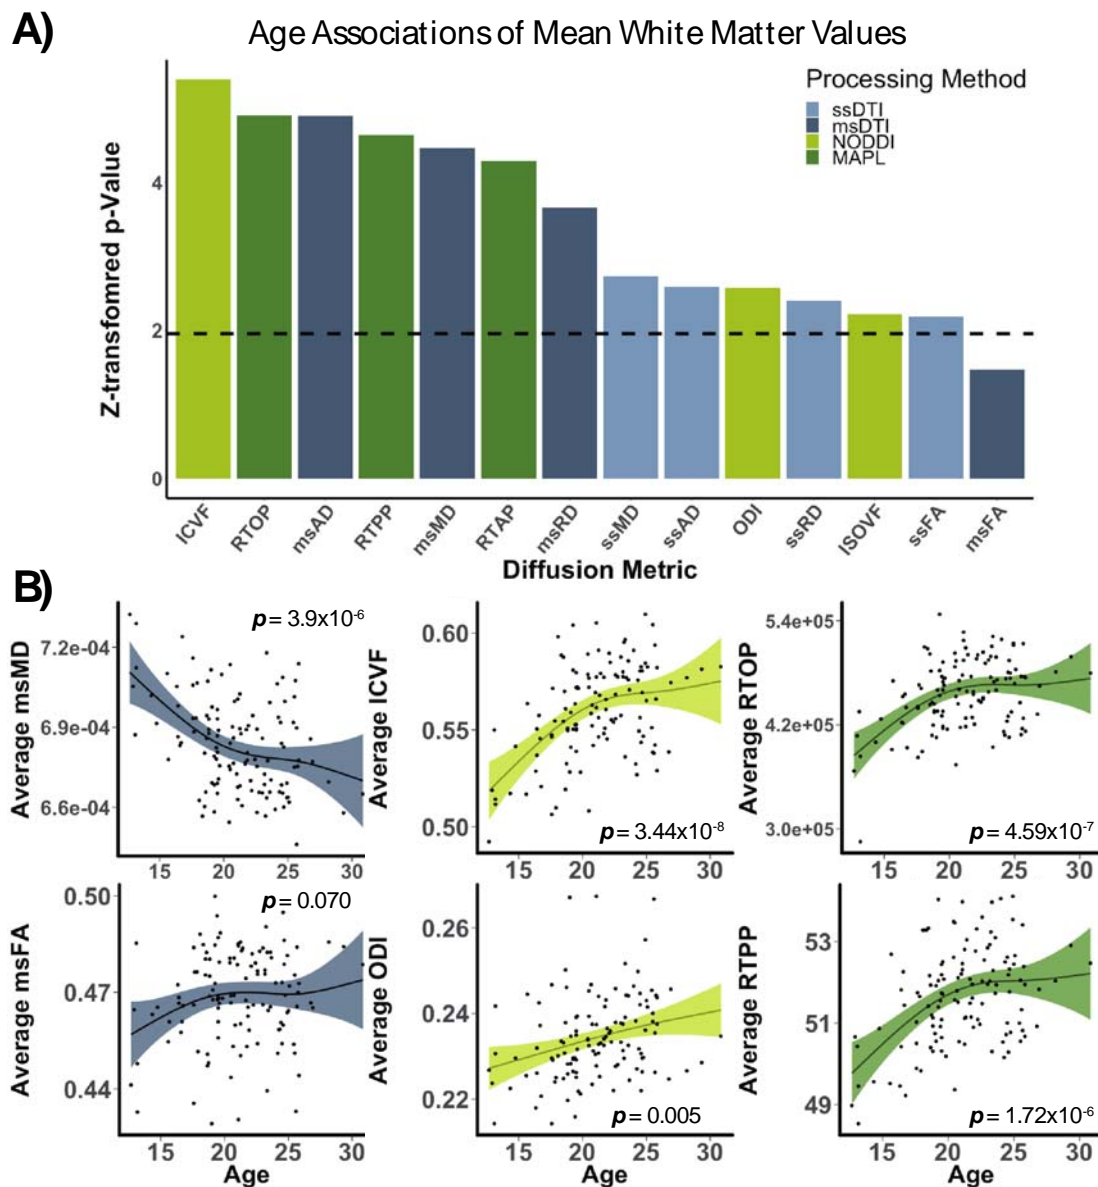 A)
Age Associations of Mean White Matter Values
Processing Method
ssDTI
msDTI
NODDI
MAPL
Z-transfomred p-Value
4
2
0
ICVF
RTOP
msAD
RTPP
msMD
RTAP
msRD
ssMD
ssAD
ODI
ssRD
ISOVF
ssFA
msFA
Diffusion Metric
B)
Average msMD
7.2e-04
6.9e-04
6.6e-04
p = 3.9x10-6
15 20 25 30
Average ICVF
0.60
0.55
0.50
p = 3.44x10-8
15 20 25 30
Average RTOP
5.4e+05
4.2e+05
3.0e+05
p = 4.59x10-7
15 20 25 30
Average msFA
0.50
0.47
0.44
p = 0.070
15 20 25 30
Age
Average ODI
0.26
0.24
0.22
p = 0.005
15 20 25 30
Age
Average RTPP
53
51
49
p = 1.72x10-6
15 20 25 30
Age